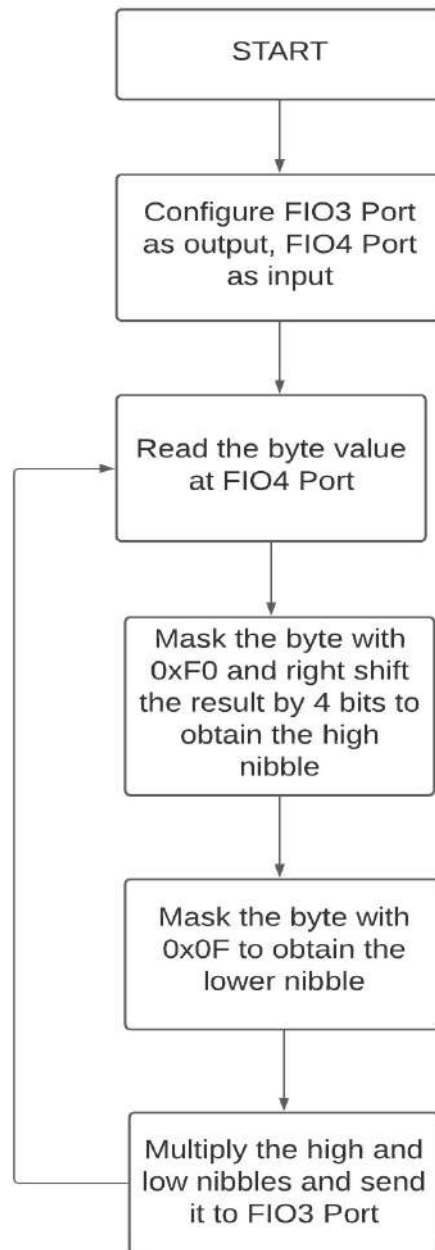 START
Configure FIO3 Port
as output, FIO4 Port
as input
Read the byte value
at FIO4 Port
Mask the byte with
0xF0 and right shift
the result by 4 bits to
obtain the high
nibble
Mask the byte with
0x0F to obtain the
lower nibble
Multiply the high and
low nibbles and send
it to FIO3 Port